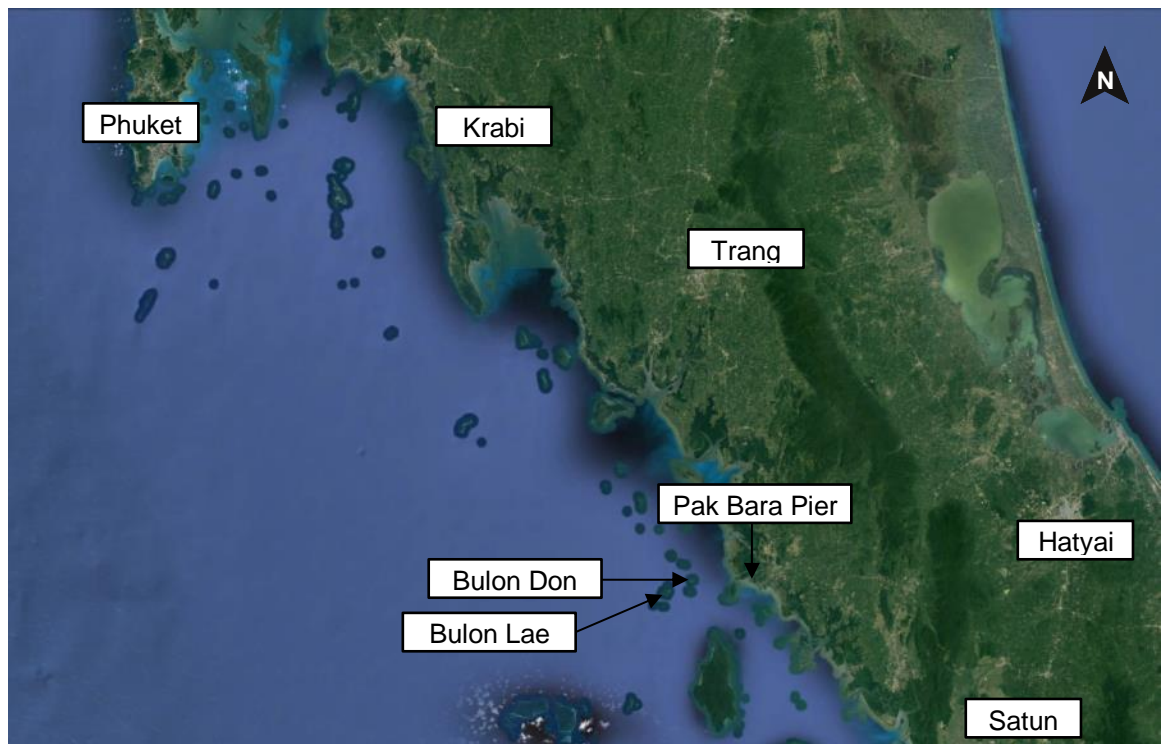 N
Phuket
Krabi
Trang
Pak Bara Pier
Hatyai
Bulon Don
Bulon Lae
Satun